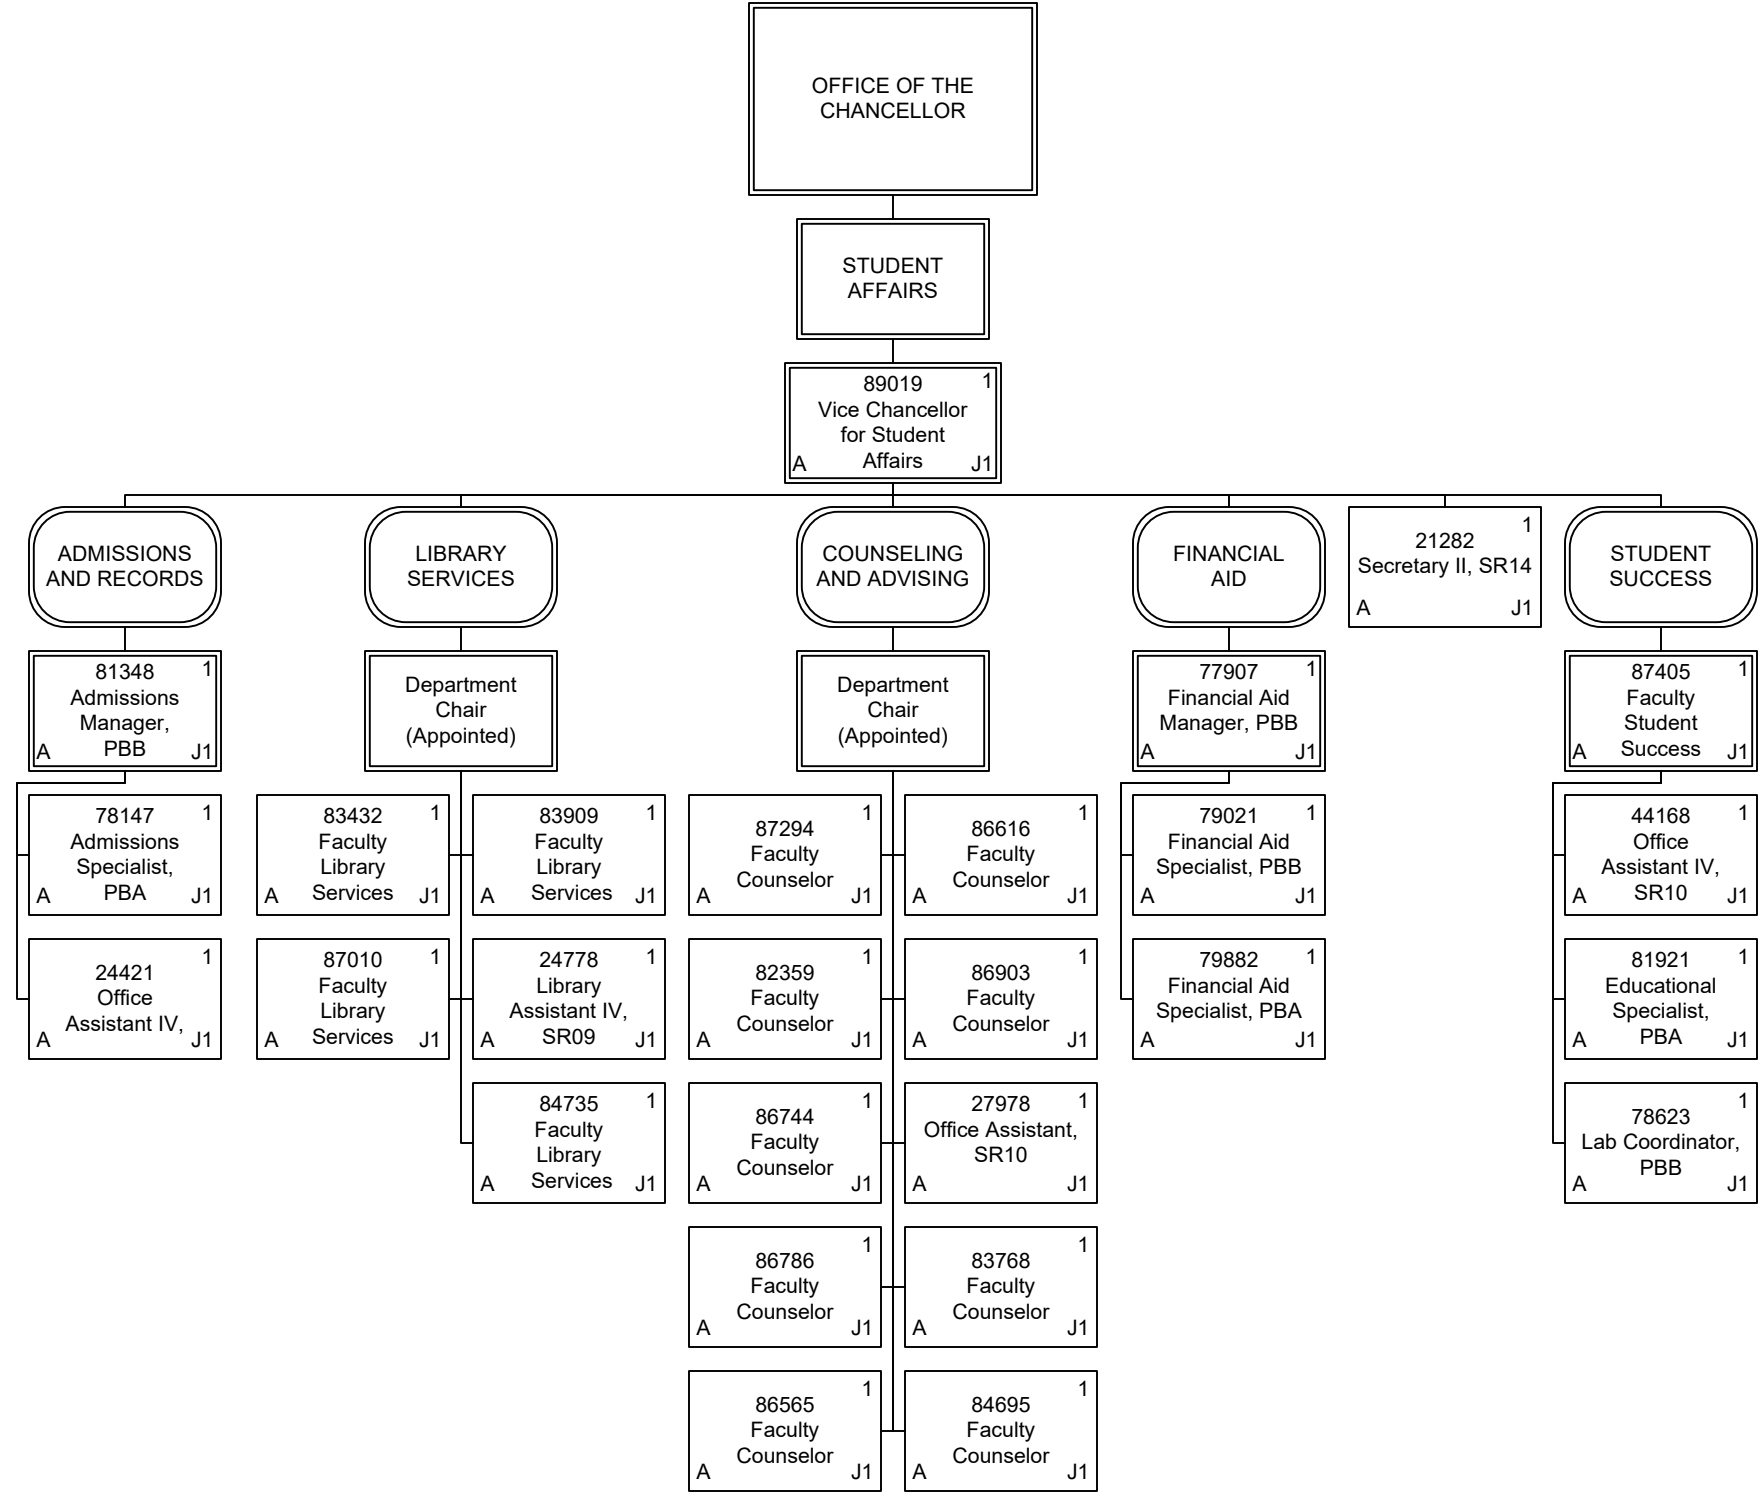 OFFICE OF THE
CHANCELLOR
STUDENT
AFFAIRS
89019 1
Vice Chancellor
for Student
A Affairs J1
ADMISSIONS
AND RECORDS
LIBRARY
SERVICES
COUNSELING
AND ADVISING
FINANCIAL
AID
1
21282
Secretary II, SR14
A J1
STUDENT
SUCCESS
81348 1
Admissions
Manager,
A PBB J1
Department
Chair
(Appointed)
Department
Chair
(Appointed)
77907 1
Financial Aid
Manager, PBB
A J1
87405 1
Faculty
Student
A Success J1
78147 1
Admissions
Specialist,
A PBA J1
83432 1
Faculty
Library
A Services J1
83909 1
Faculty
Library
A Services J1
1
87294
Faculty
Counselor
A J1
1
86616
Faculty
Counselor
A J1
79021 1
Financial Aid
Specialist, PBB
A J1
44168 1
Office
Assistant IV,
A SR10 J1
1
24421
Office
Assistant IV,
A J1
87010 1
Faculty
Library
A Services J1
24778 1
Library
Assistant IV,
A SR09 J1
1
82359
Faculty
Counselor
A J1
1
86903
Faculty
Counselor
A J1
79882 1
Financial Aid
Specialist, PBA
A J1
81921 1
Educational
Specialist,
A PBA J1
84735 1
Faculty
Library
A Services J1
1
86744
Faculty
Counselor
A J1
27978 1
Office Assistant,
SR10
A J1
1
78623
Lab Coordinator,
PBB
A J1
1
86786
Faculty
Counselor
A J1
1
83768
Faculty
Counselor
A J1
1
86565
Faculty
Counselor
A J1
1
84695
Faculty
Counselor
A J1